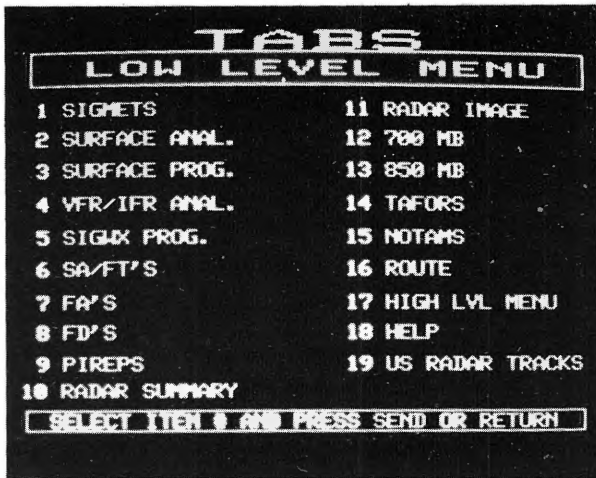 TABS
LOW LEVEL MENU
1 SIGMETS
2 SURFACE ANAL.
3 SURFACE PROG.
4 VFR/IFR ANAL.
5 SIGWX PROG.
6 SA/FT'S
7 FA'S
8 FD'S
9 PIREPS
10 RADAR SUMMARY
11 RADAR IMAGE
12 700 MB
13 850 MB
14 TAFORS
15 NOTAMS
16 ROUTE
17 HIGH LVL MENU
18 HELP
19 US RADAR TRACKS
SELECT ITEM # AND PRESS SEND OR RETURN